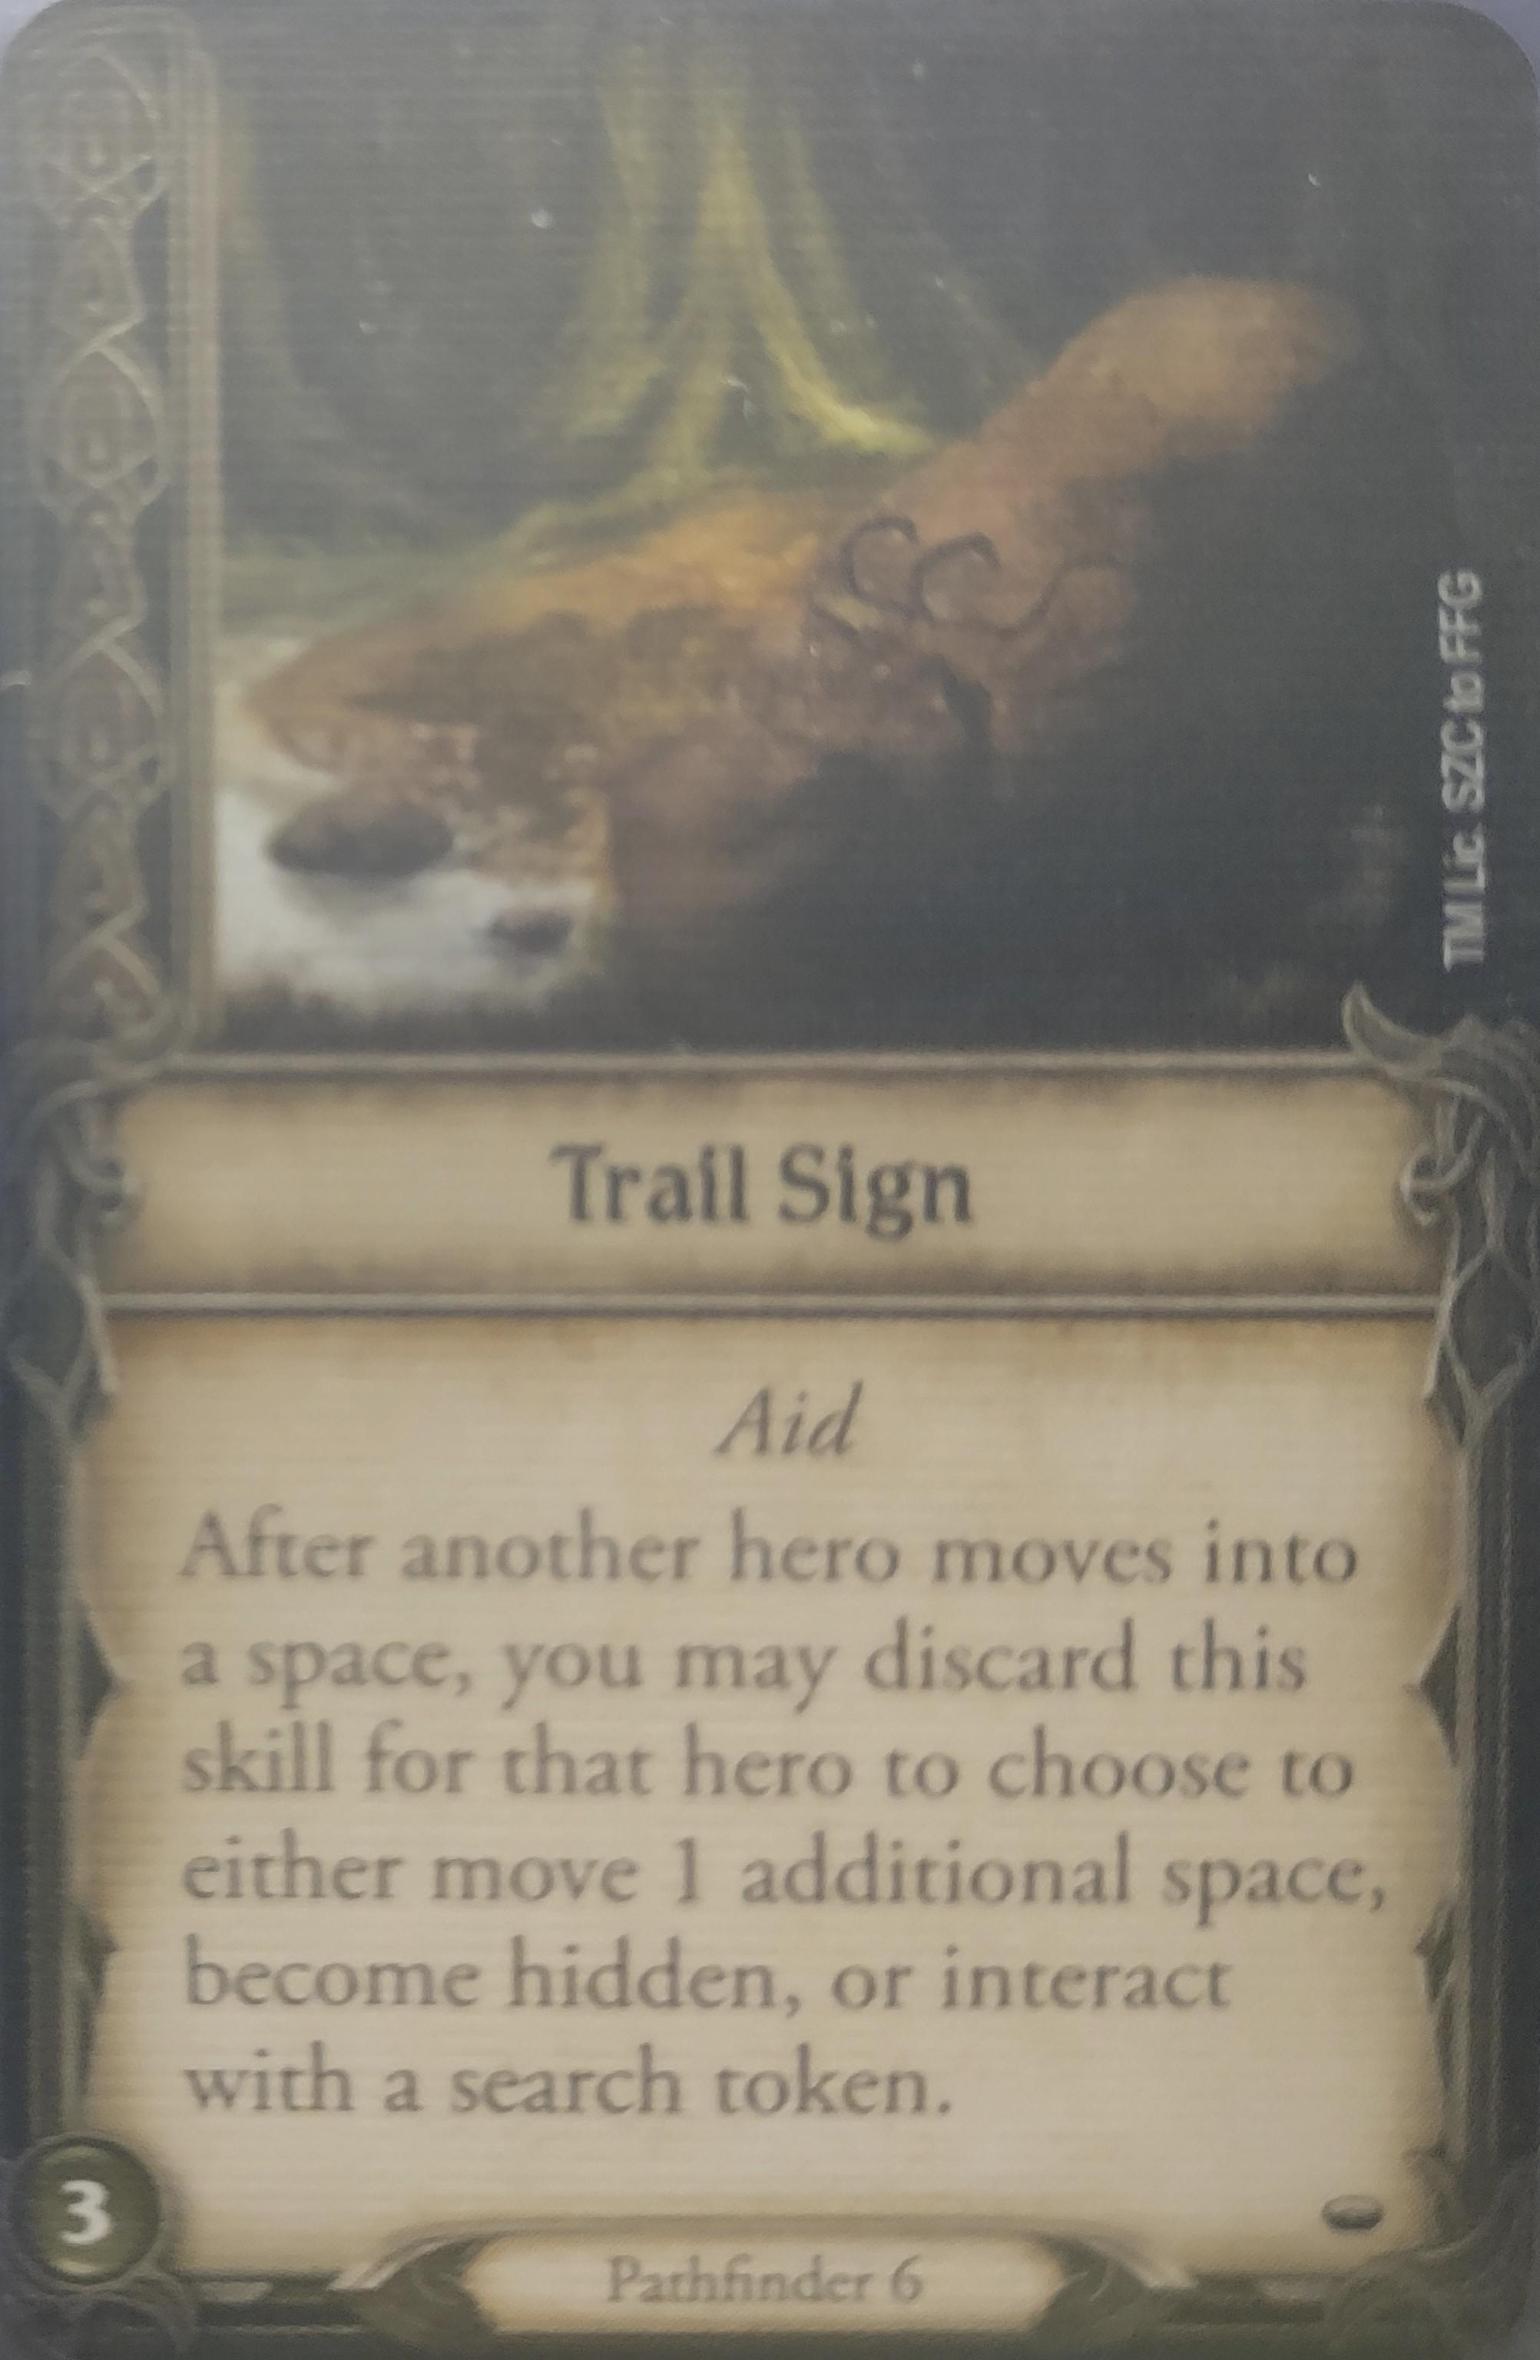 TM Lic. SZC to FFG
Trail Sign
Aid
After another hero moves into
a space, you may discard this
skill for that hero to choose to
either move 1 additional space,
become hidden, or interact
with a search token.
3
Pathfinder 6